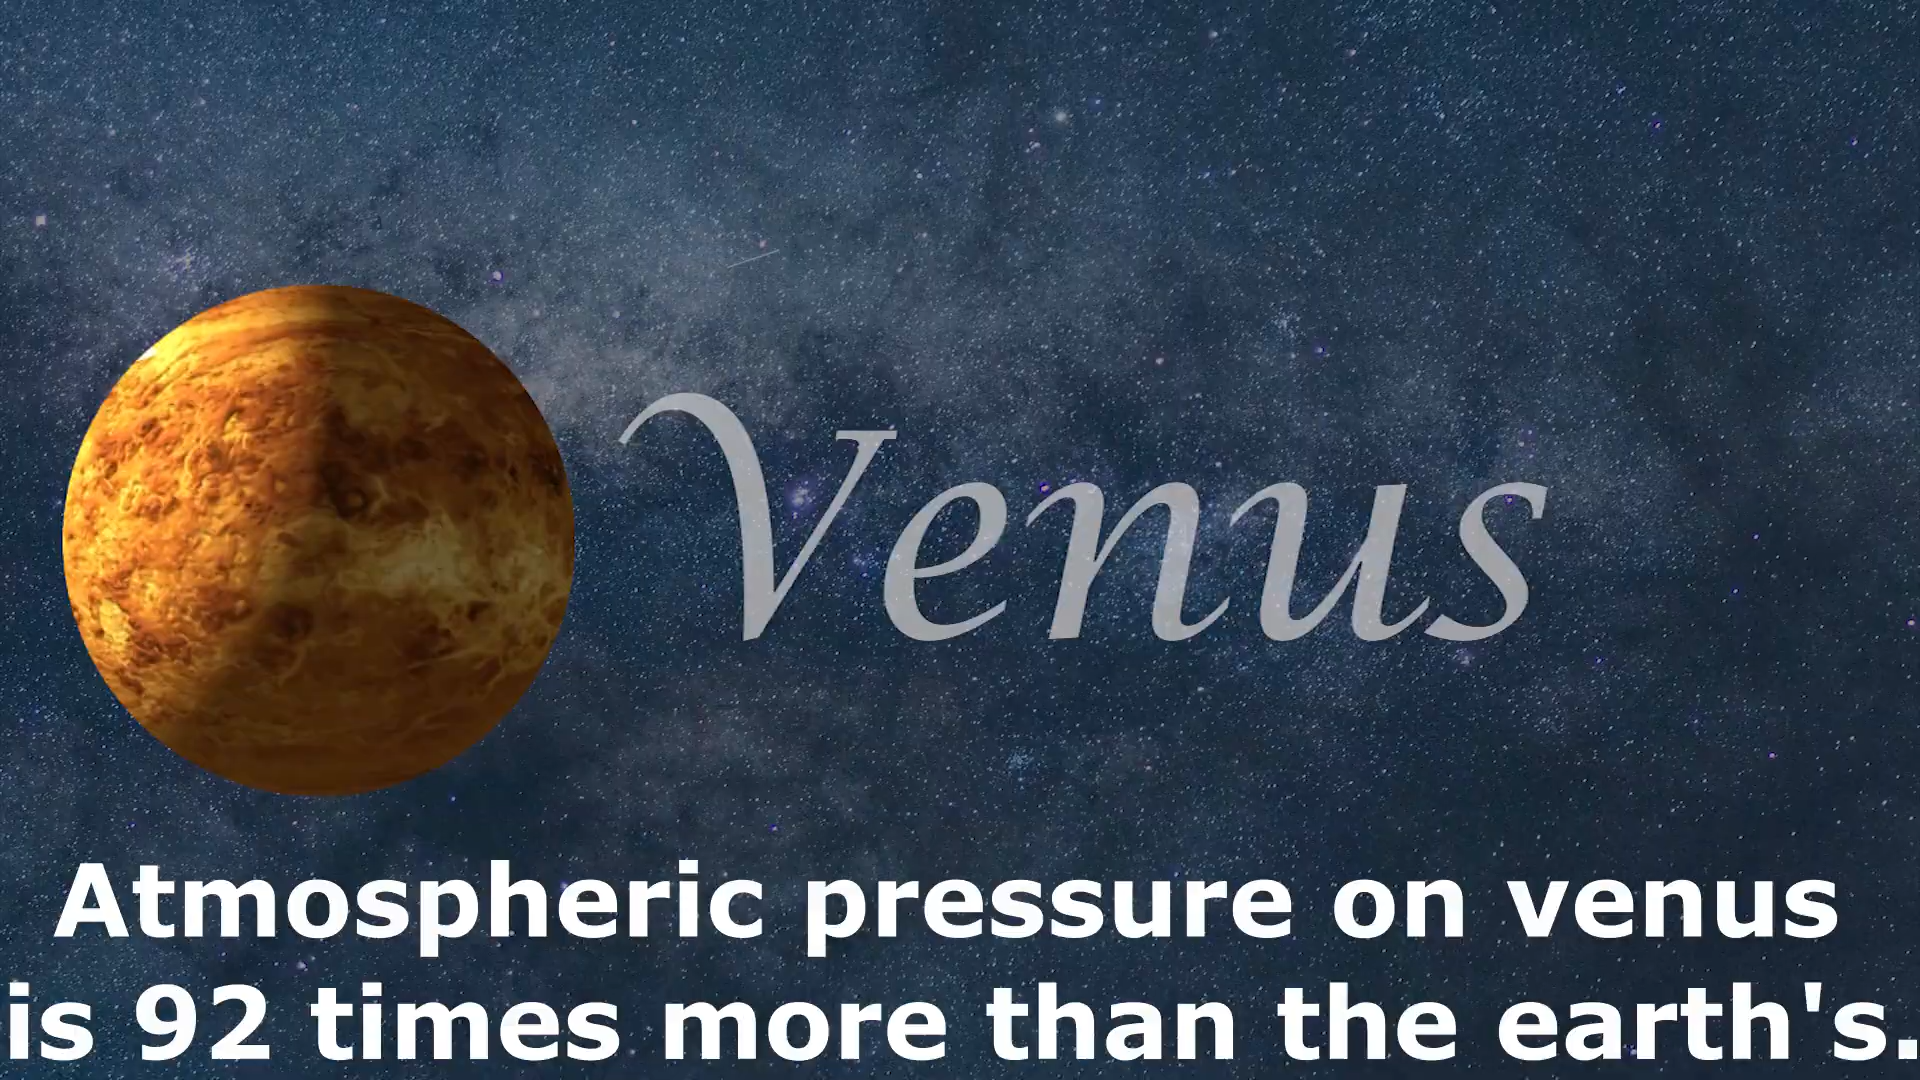 Venus
Atmospheric pressure on venus
is 92 times more than the earth's.